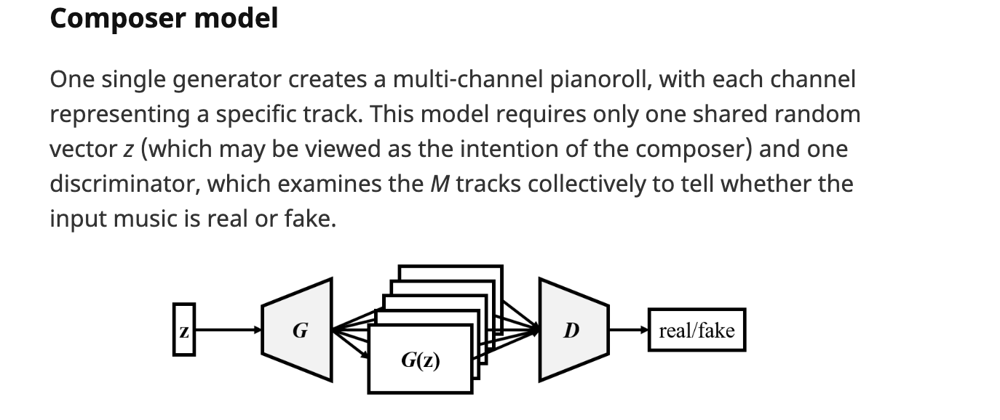 Composer model
One single generator creates a multi-channel pianoroll, with each channel
representing a specific track. This model requires only one shared random
vector z (which may be viewed as the intention of the composer) and one
discriminator, which examines the M tracks collectively to tell whether the
input music is real or fake.
z
G
G(z)
D
real/fake